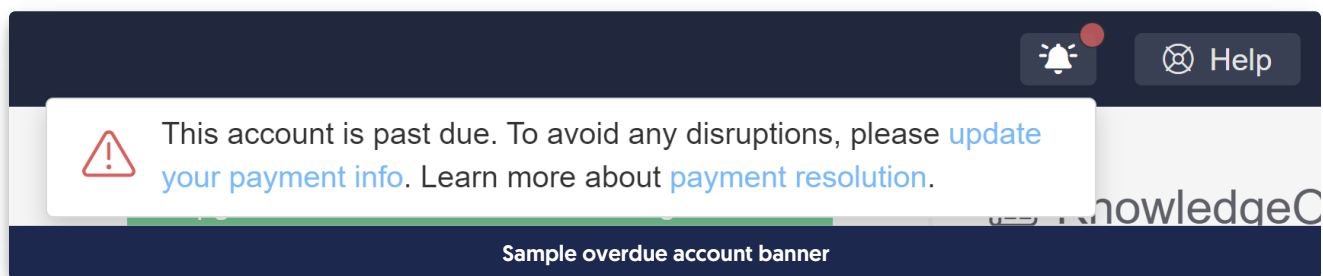 Help
This account is past due. To avoid any disruptions, please update
your payment info. Learn more about payment resolution.
Sample overdue account banner